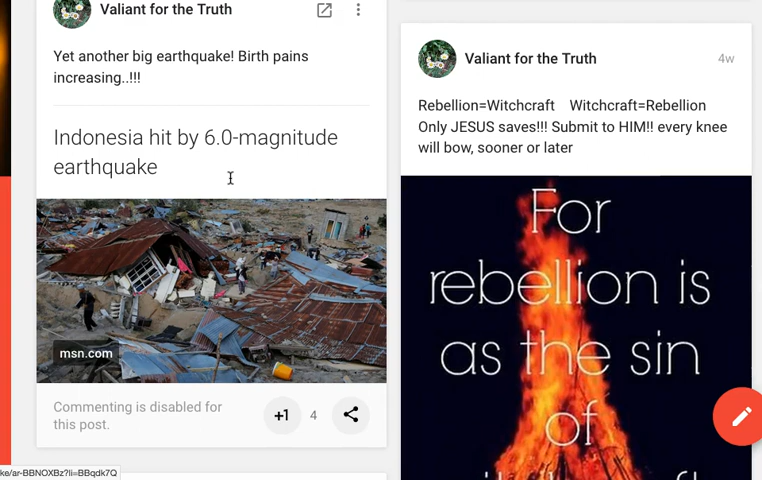 Valiant for the Truth
Yet another big earthquake! Birth pains
increasing..!!!
Indonesia hit by 6.0-magnitude
earthquake
msn.com
Commenting is disabled for
this post.
+1
4
ke/ar-BBNOXBz?li=BBqdk7Q
Valiant for the Truth
4w
Rebellion=Witchcraft Witchcraft=Rebellion
Only JESUS saves!!! Submit to HIM!! every knee
will bow, sooner or later
For
rebellion is
as the sin
of